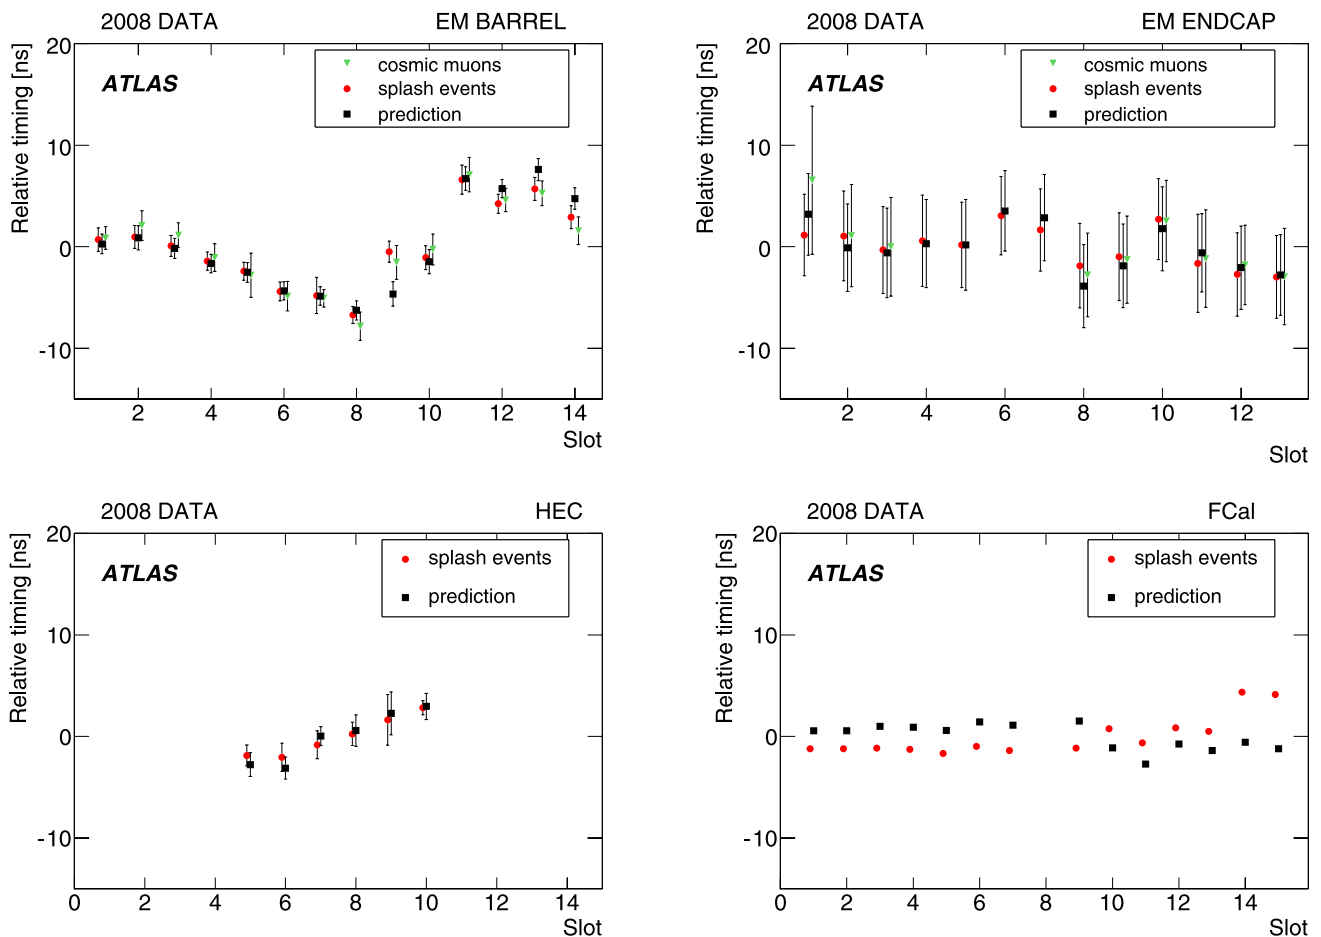 2008 DATA EM BARREL
Relative timing [ns]
ATLAS
cosmic muons
splash events
prediction
20
10
0
-10
2 4 6 8 10 12 14
Slot
2008 DATA EM ENDCAP
Relative timing [ns]
ATLAS
cosmic muons
splash events
prediction
20
10
0
-10
2 4 6 8 10 12
Slot
2008 DATA HEC
Relative timing [ns]
ATLAS
splash events
prediction
20
10
0
-10
0 2 4 6 8 10 12 14
Slot
2008 DATA FCal
Relative timing [ns]
ATLAS
splash events
prediction
20
10
0
-10
0 2 4 6 8 10 12 14
Slot